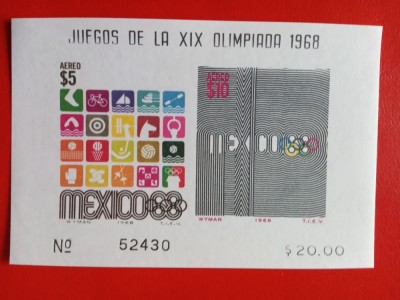 JUEGOS DE LA XIX OLIMPIADA 1968
AEREO
$5
MEXICO68
WYMAN 1968 T.I.E.V.
AEREO
$10
MEXICO68
WYMAN 1968 T.I.E.V.
Nº 52430
$20.00